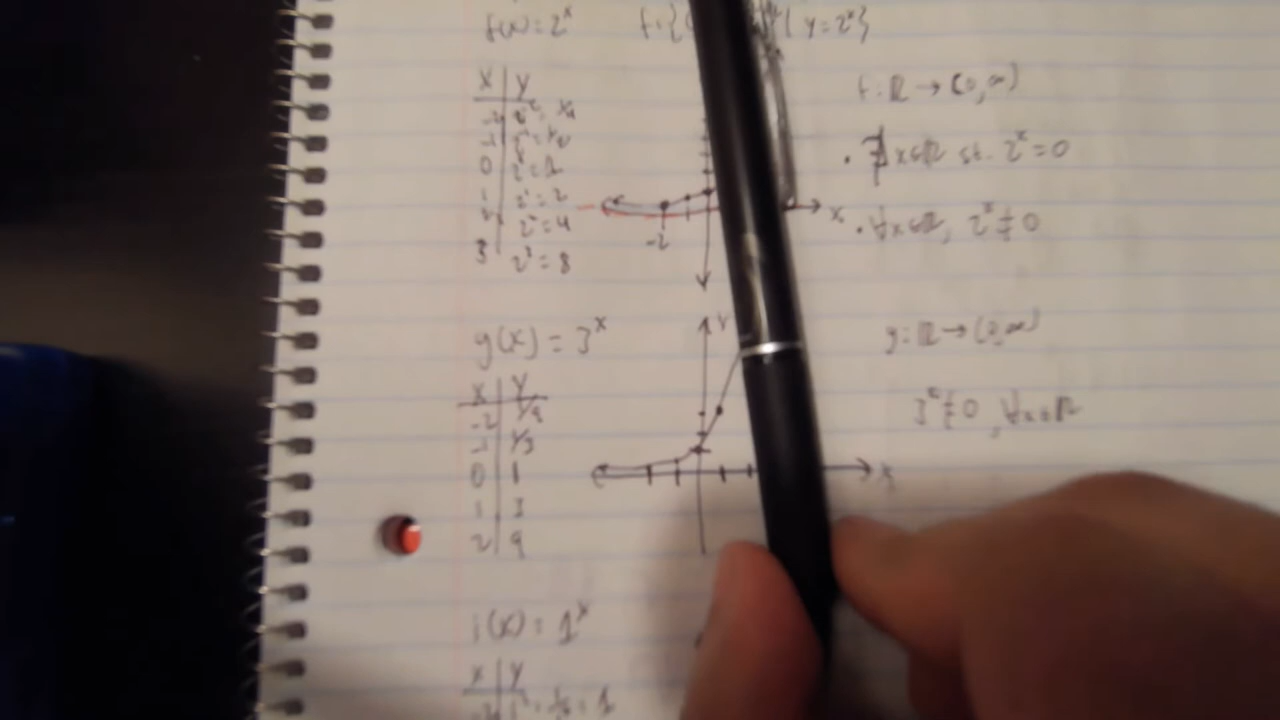 f(x) = 2^x f: { | y = 2^x}
x | y
-2 | 2^-2 = 1/4
-1 | 2^-1 = 1/2
0 | 2^0 = 1
1 | 2^1 = 2
2 | 2^2 = 4
3 | 2^3 = 8
-2
x
f: ℝ → (0, ∞)
• ∄ x∈ℝ st. 2^x = 0
• ∀x∈ℝ, 2^x ≠ 0
g(x) = 3^x
x | y
-2 | 1/9
-1 | 1/3
0 | 1
1 | 3
2 | 9
y
x
g: ℝ → (0, ∞)
3^x ≠ 0, ∀x∈ℝ
i(x) = 1^x
x | y